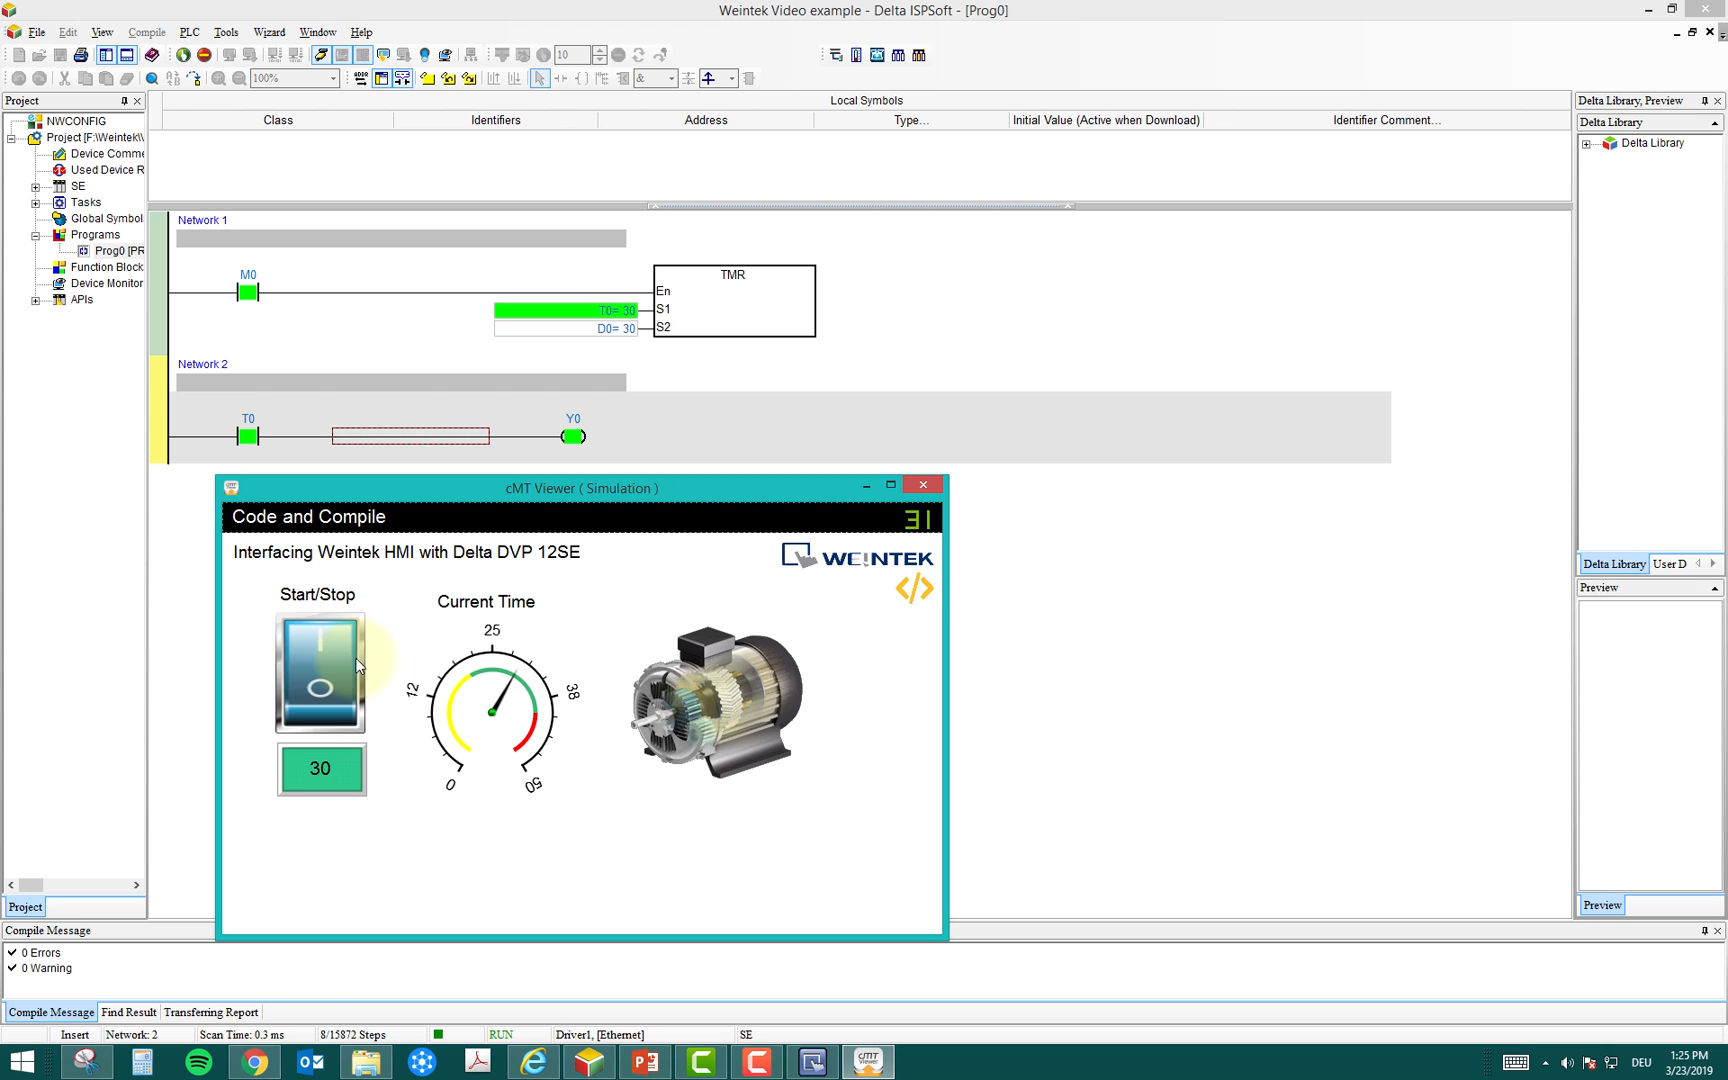 Weintek Video example - Delta ISPSoft - [Prog0]
File Edit View Compile PLC Tools Wizard Window Help
10
100%
&
Project
Local Symbols
Class Identifiers Address Type... Initial Value (Active when Download) Identifier Comment...
Delta Library, Preview
Delta Library
Delta Library
NWCONFIG
Project [F:\Weintek\
Device Comme
Used Device R
SE
Tasks
Global Symbol
Programs
Prog0 [PR
Function Block
Device Monitor
APIs
Network 1
M0
TMR
En
T0= 30 S1
D0= 30 S2
Network 2
T0 Y0
cMT Viewer ( Simulation )
Code and Compile
31
Interfacing Weintek HMI with Delta DVP 12SE
WEINTEK
</>
Start/Stop
Current Time
0
12
25
38
50
30
Delta Library User D
Preview
Preview
Project
Compile Message
0 Errors
0 Warning
Compile Message Find Result Transferring Report
Insert Network: 2 Scan Time: 0.3 ms 8/15872 Steps RUN Driver1, [Ethernet] SE
cMT
Viewer
DEU
1:25 PM
3/23/2019